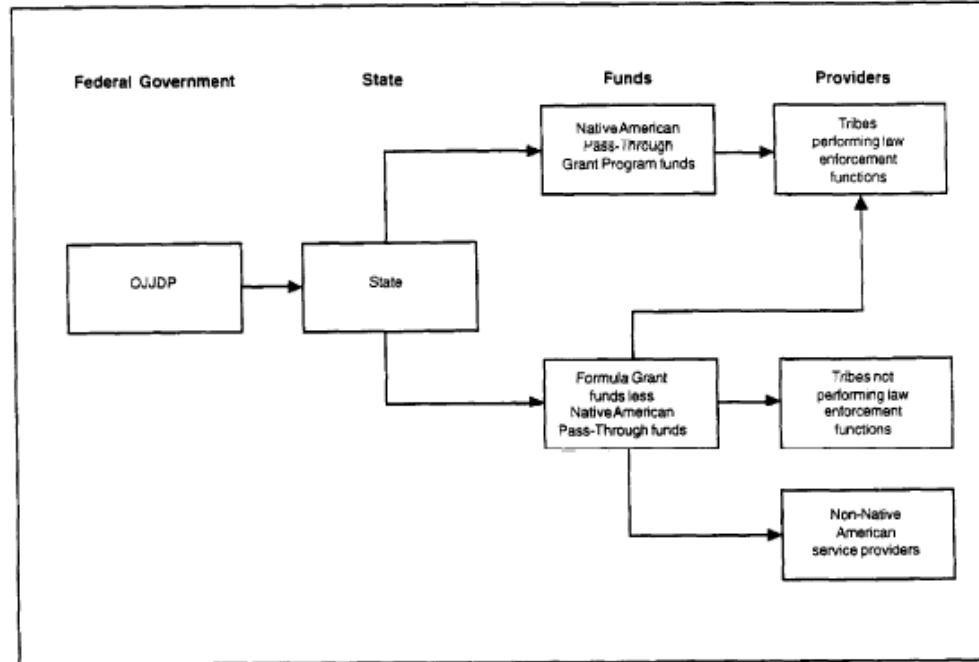 Federal Government
State
Funds
Providers
Native American
Pass-Through
Grant Program funds
Tribes
performing law
enforcement
functions
OJJDP
State
Formula Grant
funds less
Native American
Pass-Through funds
Tribes not
performing law
enforcement
functions
Non-Native
American
service providers